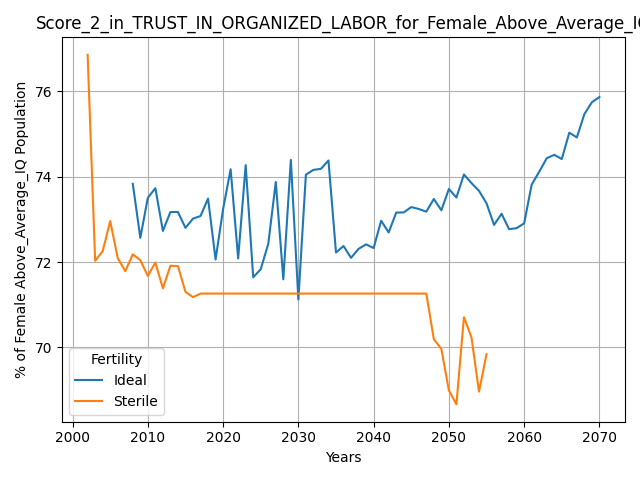 Score_2_in_TRUST_IN_ORGANIZED_LABOR_for_Female_Above_Average_IQ
% of Female Above_Average_IQ Population
76
74
72
70
Fertility
Ideal
Sterile
2000 2010 2020 2030 2040 2050 2060 2070
Years